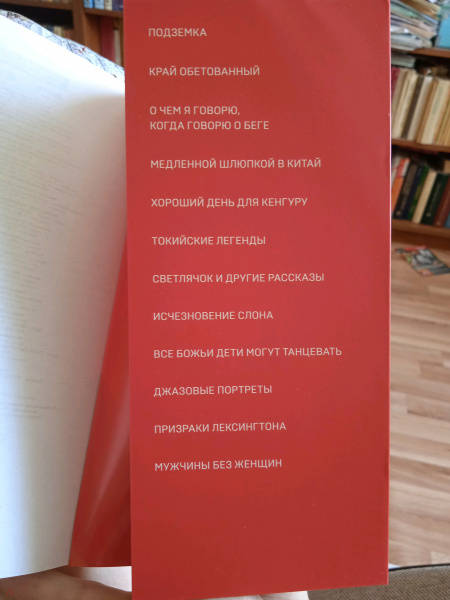 ПОДЗЕМКА
КРАЙ ОБЕТОВАННЫЙ
О ЧЕМ Я ГОВОРЮ,
КОГДА ГОВОРЮ О БЕГЕ
МЕДЛЕННОЙ ШЛЮПКОЙ В КИТАЙ
ХОРОШИЙ ДЕНЬ ДЛЯ КЕНГУРУ
ТОКИЙСКИЕ ЛЕГЕНДЫ
СВЕТЛЯЧОК И ДРУГИЕ РАССКАЗЫ
ИСЧЕЗНОВЕНИЕ СЛОНА
ВСЕ БОЖЬИ ДЕТИ МОГУТ ТАНЦЕВАТЬ
ДЖАЗОВЫЕ ПОРТРЕТЫ
ПРИЗРАКИ ЛЕКСИНГТОНА
МУЖЧИНЫ БЕЗ ЖЕНЩИН